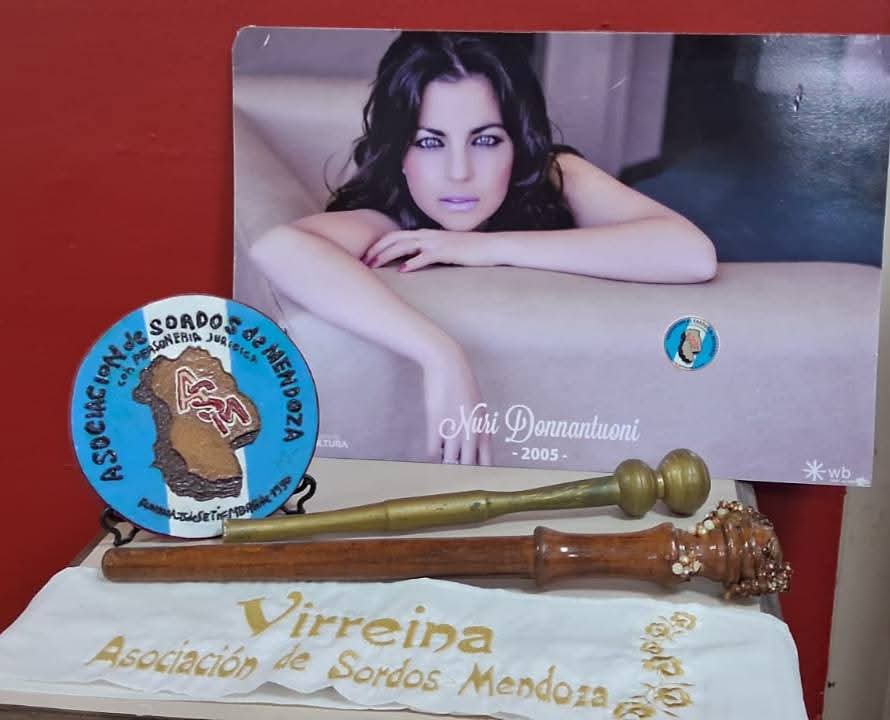 ASOCIACION de SORDOS de MENDOZA
con PERSONERIA JURIDICA
ASM
Nuri Donnantuoni
- 2005 -
wb
Virreina
Asociación de Sordos Mendoza